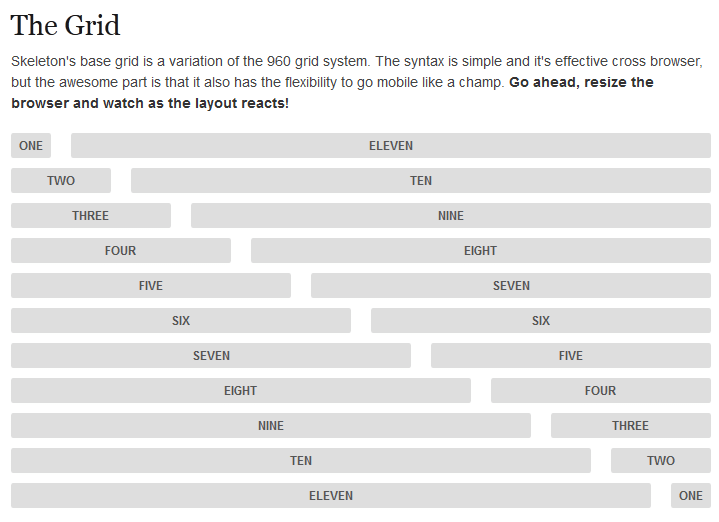 The Grid
Skeleton's base grid is a variation of the 960 grid system. The syntax is simple and it's effective cross browser,
but the awesome part is that it also has the flexibility to go mobile like a champ. Go ahead, resize the
browser and watch as the layout reacts!
ONE ELEVEN
TWO TEN
THREE NINE
FOUR EIGHT
FIVE SEVEN
SIX SIX
SEVEN FIVE
EIGHT FOUR
NINE THREE
TEN TWO
ELEVEN ONE